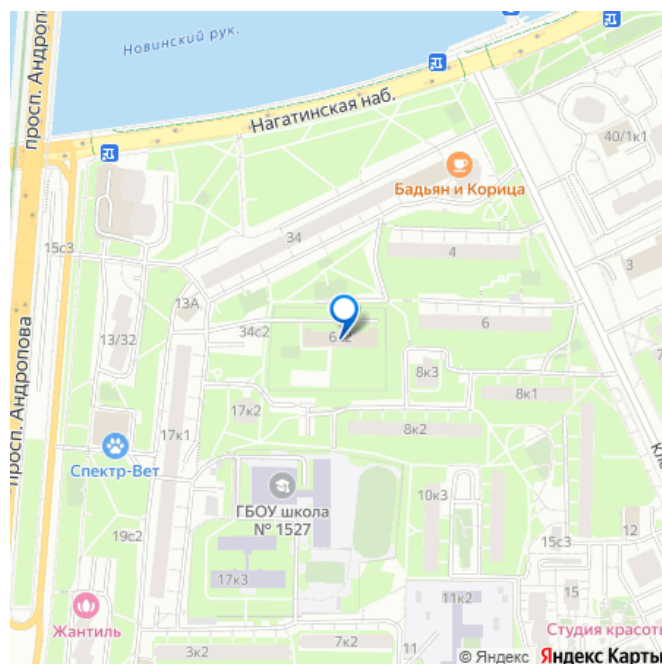 Новинский рук.
просп. Андропова
Нагатинская наб.
40/1к1
Бадьян и Корица
34
4
3
15с3
13А
13/32
34с2
6
8к3
8к1
17к2
8к2
17к1
Спектр-Вет
просп. Андропова
ГБОУ школа
№ 1527
10к3
19с2
15с3
12
17к3
11к2
15
Жантиль
Студия красоты
3к2
7к2
11
© Яндекс Яндекс Карты